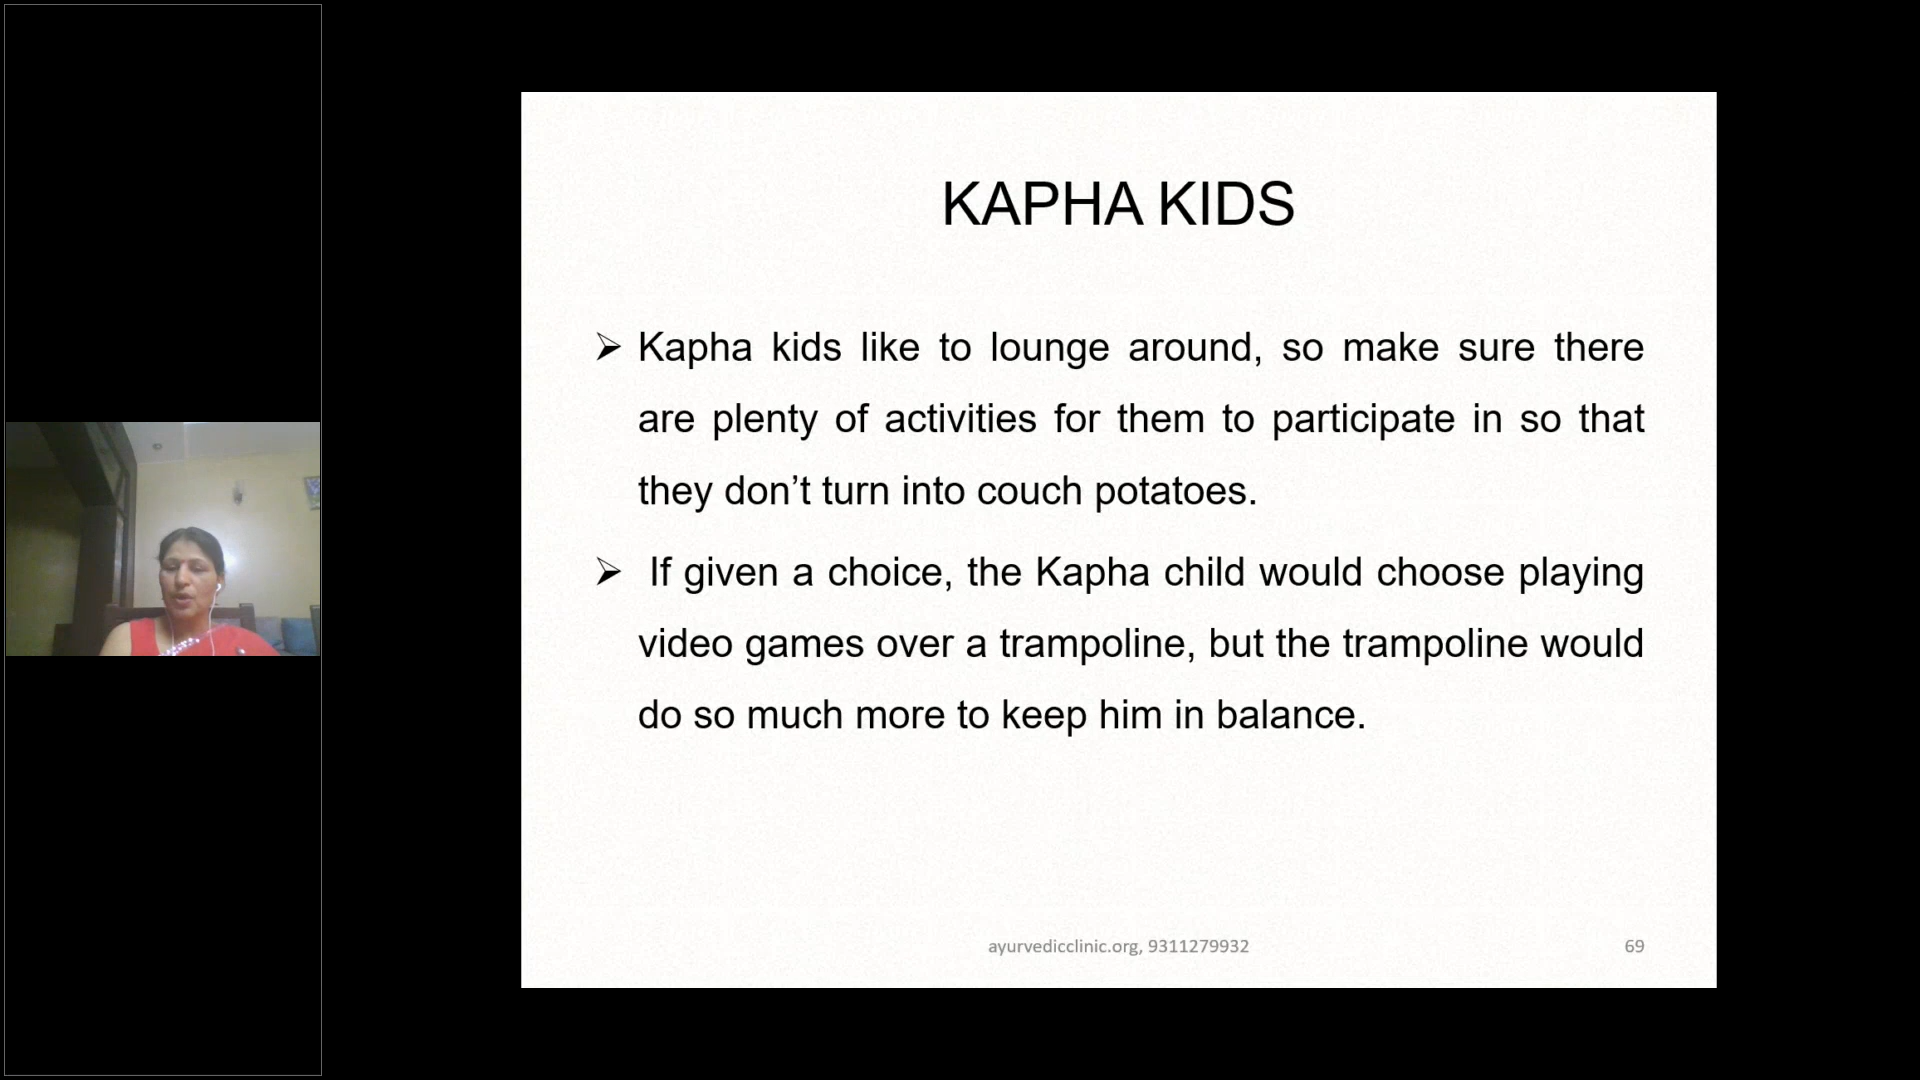 KAPHA KIDS
➢ Kapha kids like to lounge around, so make sure there
are plenty of activities for them to participate in so that
they don’t turn into couch potatoes.
➢ If given a choice, the Kapha child would choose playing
video games over a trampoline, but the trampoline would
do so much more to keep him in balance.
ayurvedicclinic.org, 9311279932
69